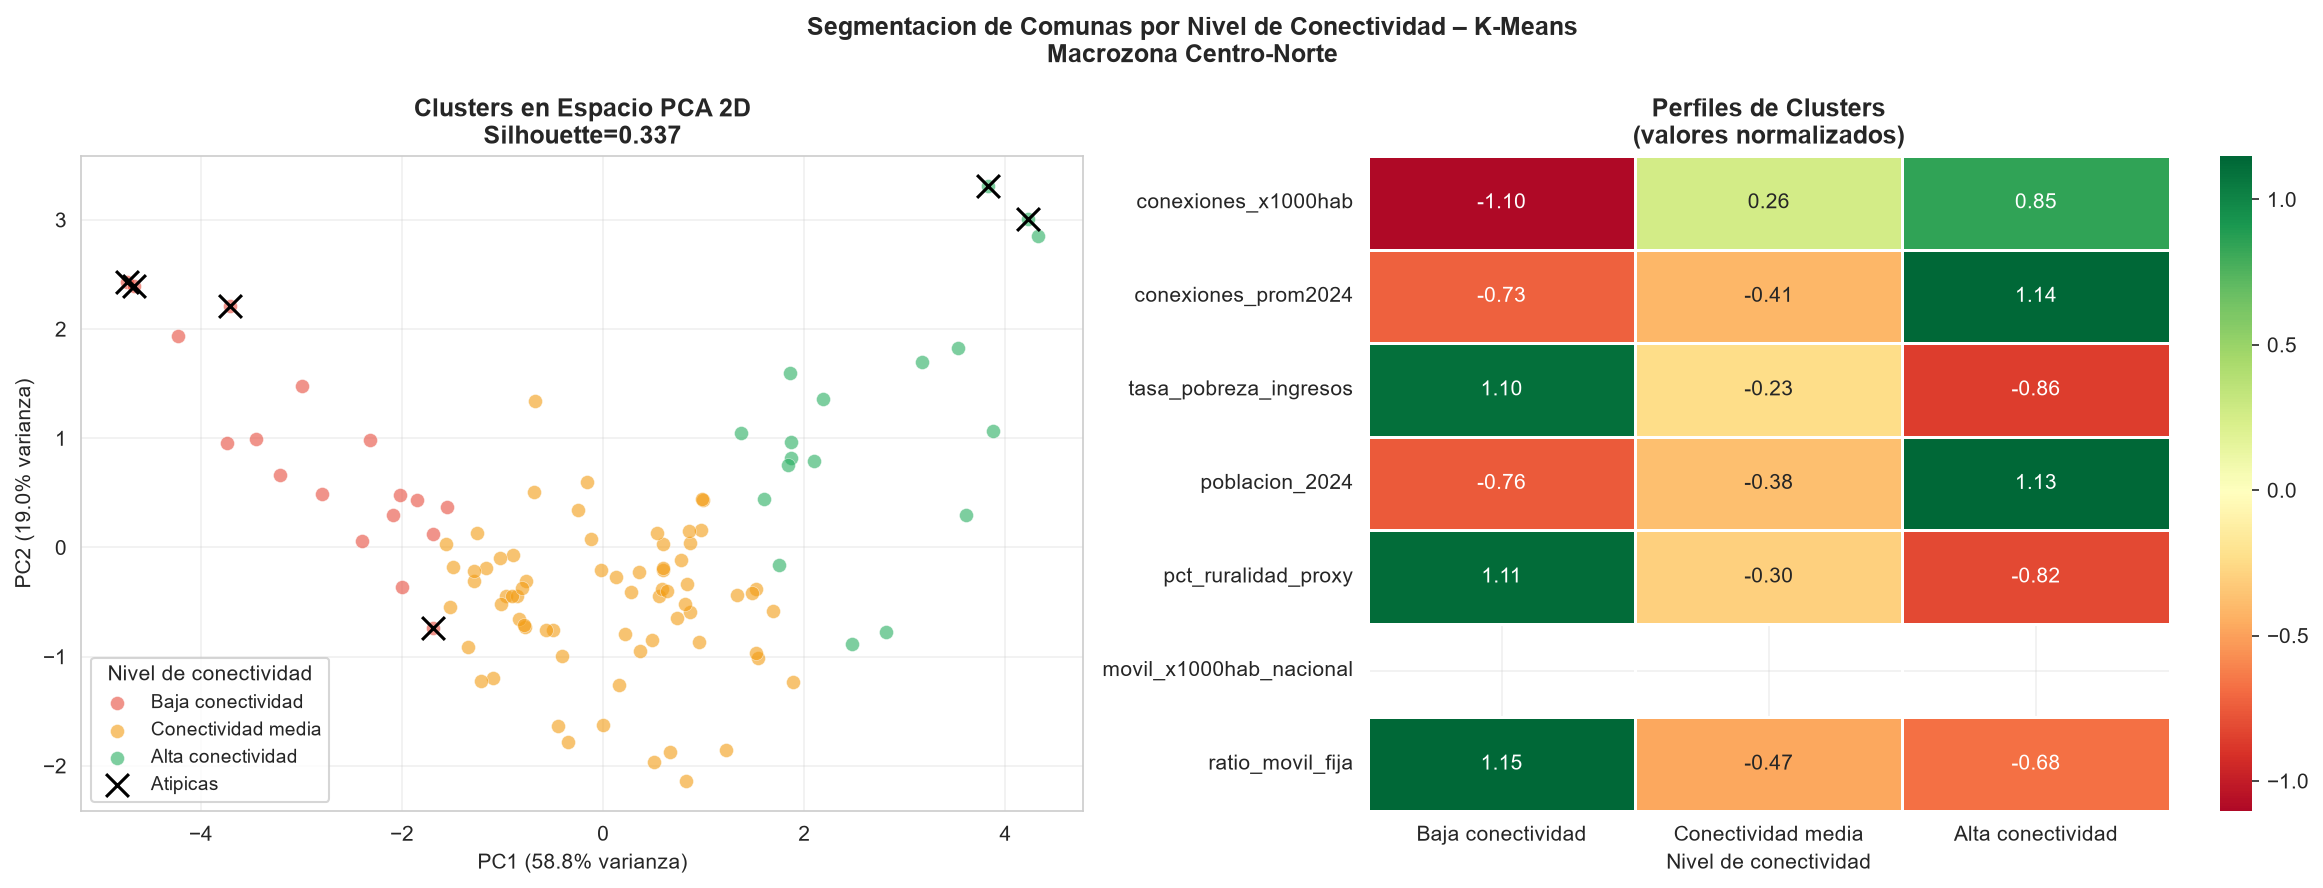 Segmentacion de Comunas por Nivel de Conectividad – K-Means
Macrozona Centro-Norte
Clusters en Espacio PCA 2D
Silhouette=0.337
PC2 (19.0% varianza)
3
2
1
0
−1
−2
Nivel de conectividad
Baja conectividad
Conectividad media
Alta conectividad
Atipicas
−4
−2
0
2
4
PC1 (58.8% varianza)
Perfiles de Clusters
(valores normalizados)
conexiones_x1000hab
-1.10
0.26
0.85
conexiones_prom2024
-0.73
-0.41
1.14
tasa_pobreza_ingresos
1.10
-0.23
-0.86
poblacion_2024
-0.76
-0.38
1.13
pct_ruralidad_proxy
1.11
-0.30
-0.82
movil_x1000hab_nacional
ratio_movil_fija
1.15
-0.47
-0.68
Baja conectividad
Conectividad media
Alta conectividad
Nivel de conectividad
1.0
0.5
0.0
−0.5
−1.0